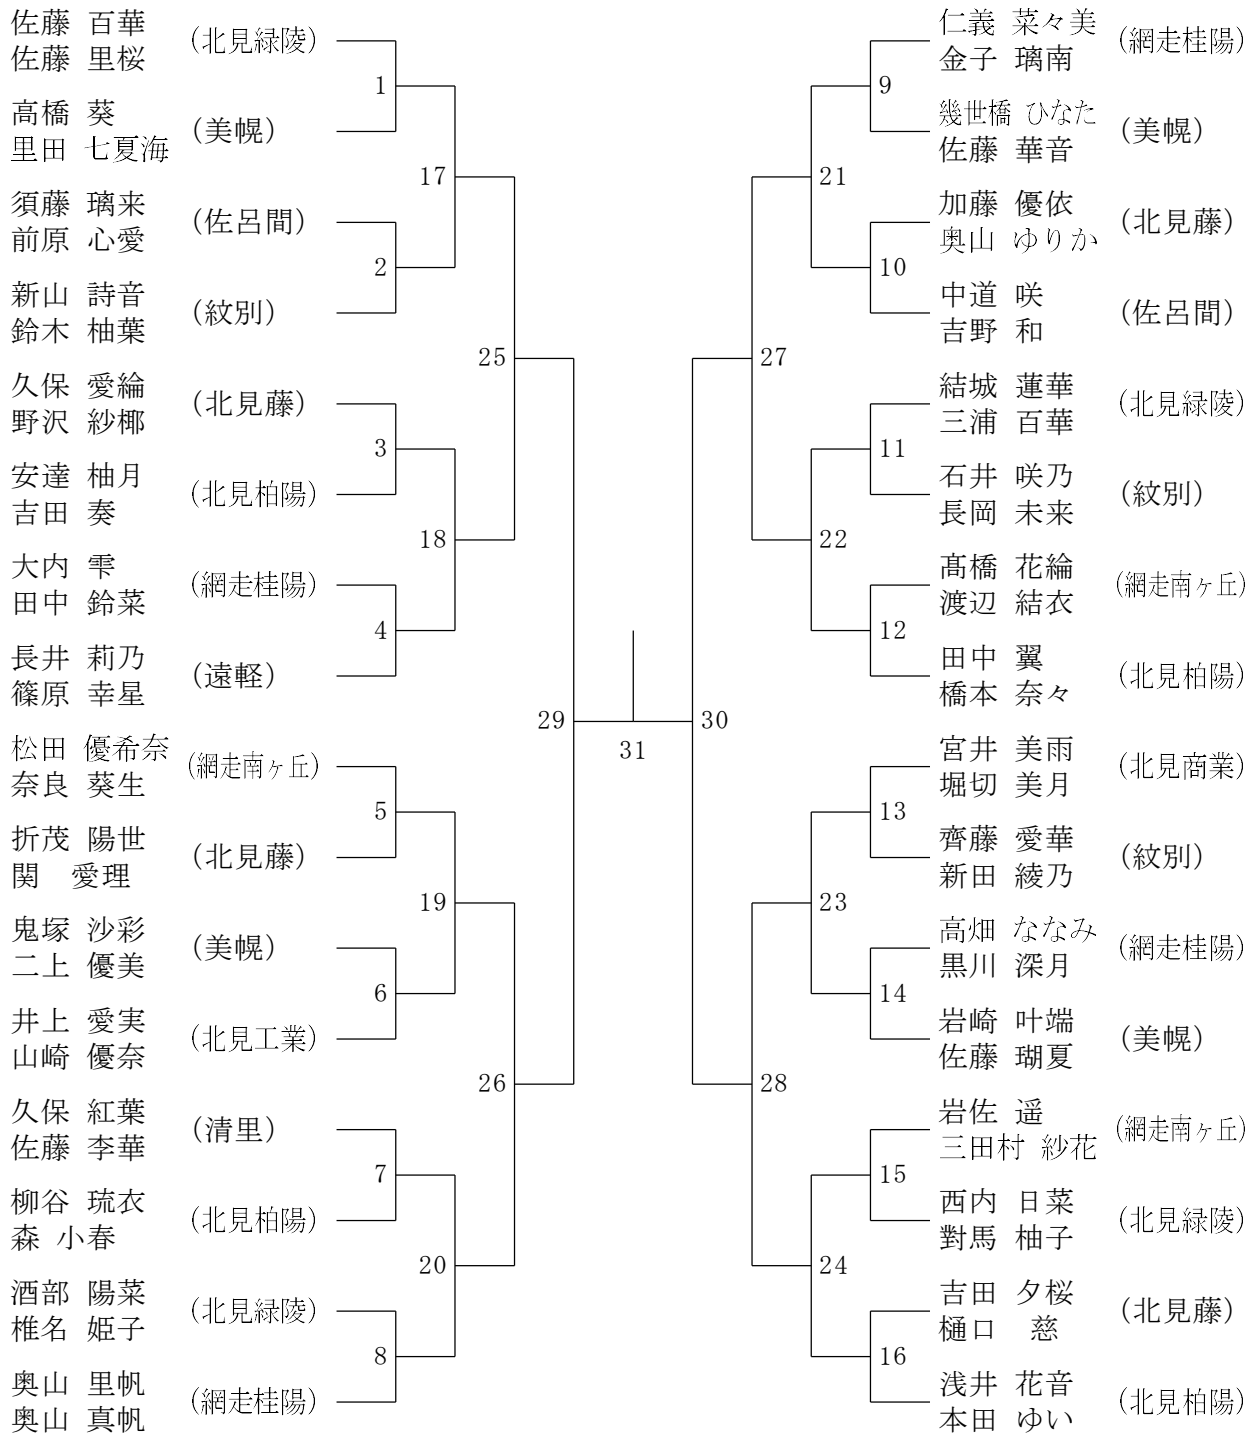 佐藤 百華
佐藤 里桜
(北見緑陵)
1
高橋 葵
里田 七夏海
(美幌)
17
須藤 璃来
前原 心愛
(佐呂間)
2
新山 詩音
鈴木 柚葉
(紋別)
25
久保 愛綸
野沢 紗椰
(北見藤)
3
安達 柚月
吉田 奏
(北見柏陽)
18
大内 雫
田中 鈴菜
(網走桂陽)
4
長井 莉乃
篠原 幸星
(遠軽)
29
松田 優希奈
奈良 葵生
(網走南ヶ丘)
5
折茂 陽世
関 愛理
(北見藤)
19
鬼塚 沙彩
二上 優美
(美幌)
6
井上 愛実
山崎 優奈
(北見工業)
26
久保 紅葉
佐藤 李華
(清里)
7
柳谷 琉衣
森 小春
(北見柏陽)
20
酒部 陽菜
椎名 姫子
(北見緑陵)
8
奥山 里帆
奥山 真帆
(網走桂陽)
31
仁義 菜々美
金子 璃南
(網走桂陽)
9
幾世橋 ひなた
佐藤 華音
(美幌)
21
加藤 優依
奥山 ゆりか
(北見藤)
10
中道 咲
吉野 和
(佐呂間)
27
結城 蓮華
三浦 百華
(北見緑陵)
11
石井 咲乃
長岡 未来
(紋別)
22
髙橋 花綸
渡辺 結衣
(網走南ヶ丘)
12
田中 翼
橋本 奈々
(北見柏陽)
30
宮井 美雨
堀切 美月
(北見商業)
13
齊藤 愛華
新田 綾乃
(紋別)
23
高畑 ななみ
黒川 深月
(網走桂陽)
14
岩崎 叶端
佐藤 瑚夏
(美幌)
28
岩佐 遥
三田村 紗花
(網走南ヶ丘)
15
西内 日菜
對馬 柚子
(北見緑陵)
24
吉田 夕桜
樋口 慈
(北見藤)
16
浅井 花音
本田 ゆい
(北見柏陽)